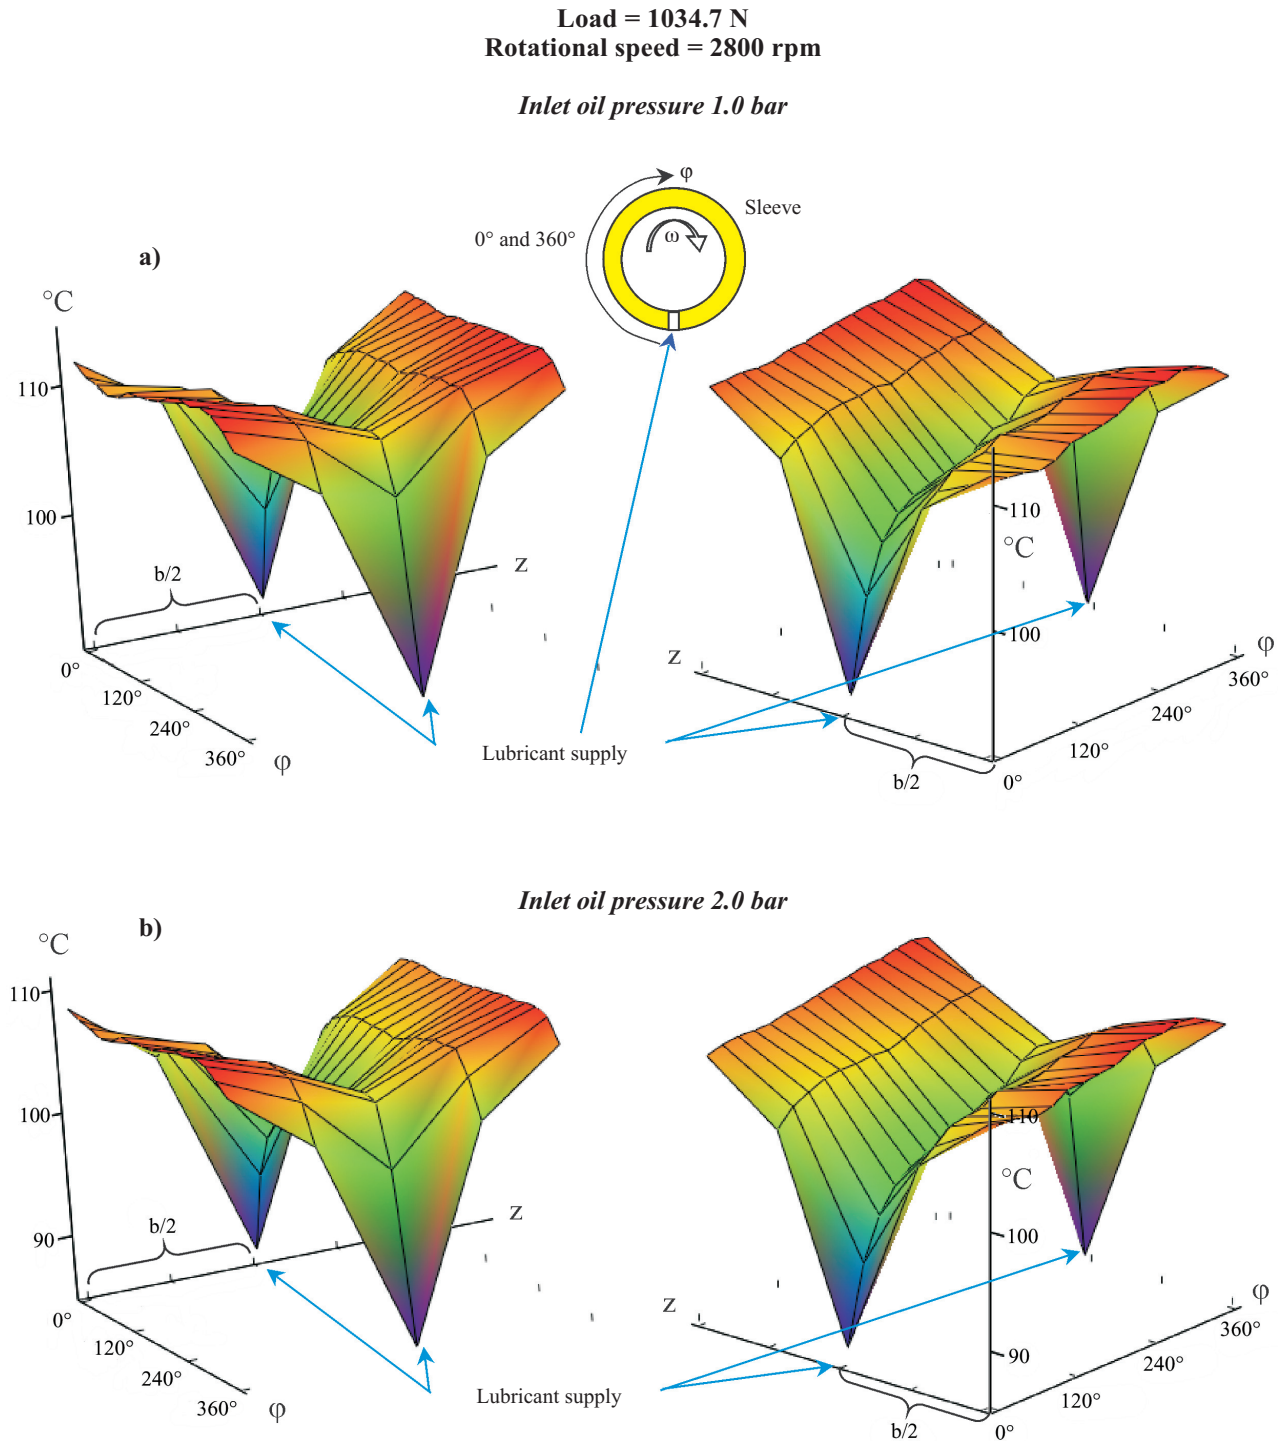 Load = 1034.7 N
Rotational speed = 2800 rpm
Inlet oil pressure 1.0 bar
φ
Sleeve
0° and 360°
ω
a)
°C
110
100
b/2
z
0°
120°
240°
360°
φ
Lubricant supply
110
°C
100
z
φ
360°
240°
120°
0°
b/2
Inlet oil pressure 2.0 bar
b)
°C
110
100
90
b/2
z
0°
120°
240°
360°
φ
Lubricant supply
110
°C
100
90
z
φ
360°
240°
120°
0°
b/2